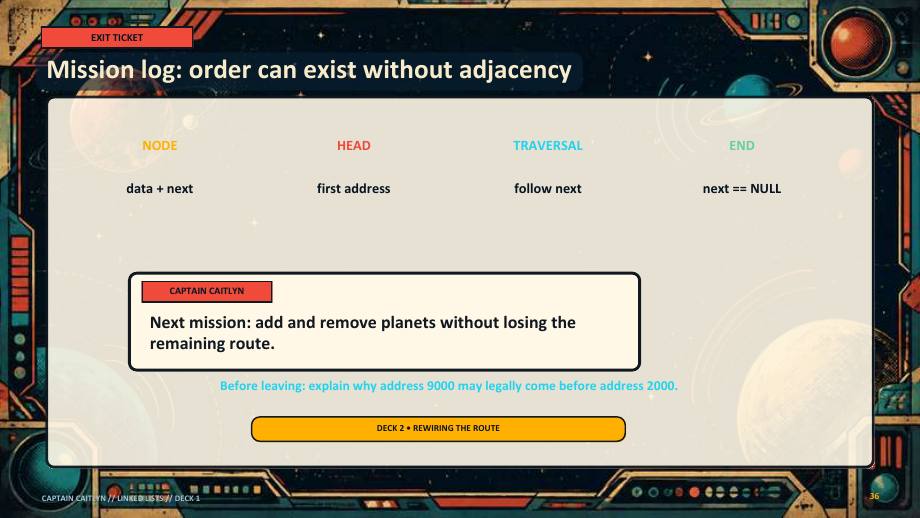 EXIT TICKET
Mission log: order can exist without adjacency
NODE
HEAD
TRAVERSAL
END
data + next
first address
follow next
next == NULL
CAPTAIN CAITLYN
Next mission: add and remove planets without losing the
remaining route.
Before leaving: explain why address 9000 may legally come before address 2000.
DECK 2 • REWIRING THE ROUTE
CAPTAIN CAITLYN // LINKED LISTS // DECK 1
36